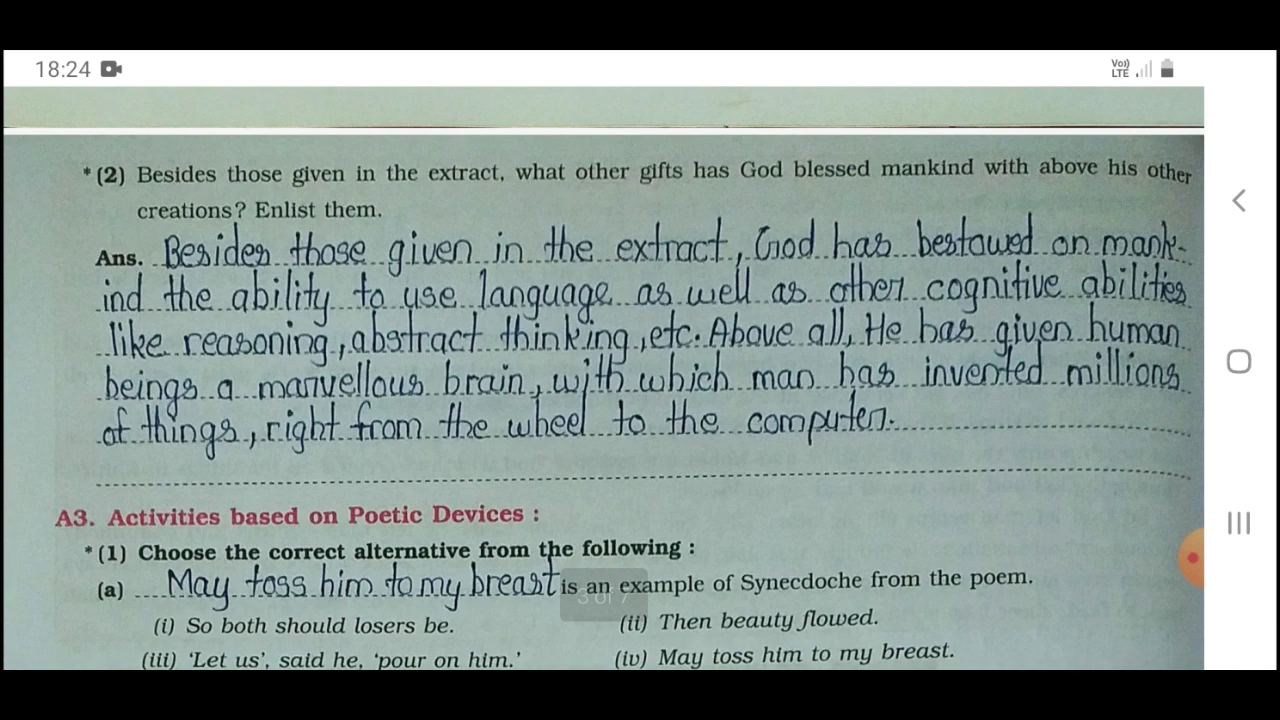 18:24
Vo)) LTE
*(2) Besides those given in the extract, what other gifts has God blessed mankind with above his other
creations? Enlist them.
Ans. Besides those given in the extract, God has bestowed on mank-
ind the ability to use language as well as other cognitive abilities
like reasoning, abstract thinking, etc. Above all, He has given human
beings a marvellous brain, with which man has invented millions
of things, right from the wheel to the computer.
A3. Activities based on Poetic Devices :
*(1) Choose the correct alternative from the following :
(a) May toss him to my breast is an example of Synecdoche from the poem.
3 of 7
(i) So both should losers be. (ii) Then beauty flowed.
(iii) 'Let us', said he, 'pour on him.' (iv) May toss him to my breast.